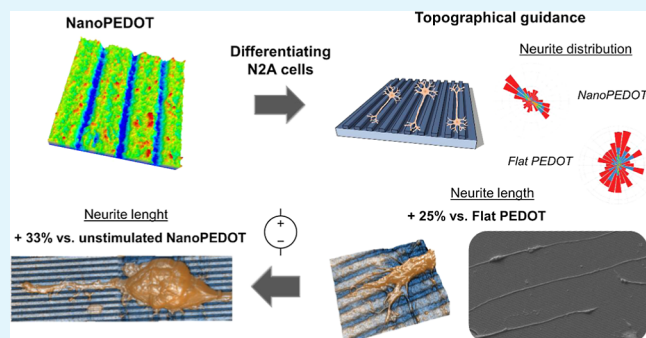 NanoPEDOT
Differentiating
N2A cells
Topographical guidance
Neurite distribution
NanoPEDOT
Flat PEDOT
Neurite length
+ 25% vs. Flat PEDOT
Neurite lenght
+ 33% vs. unstimulated NanoPEDOT
+
−